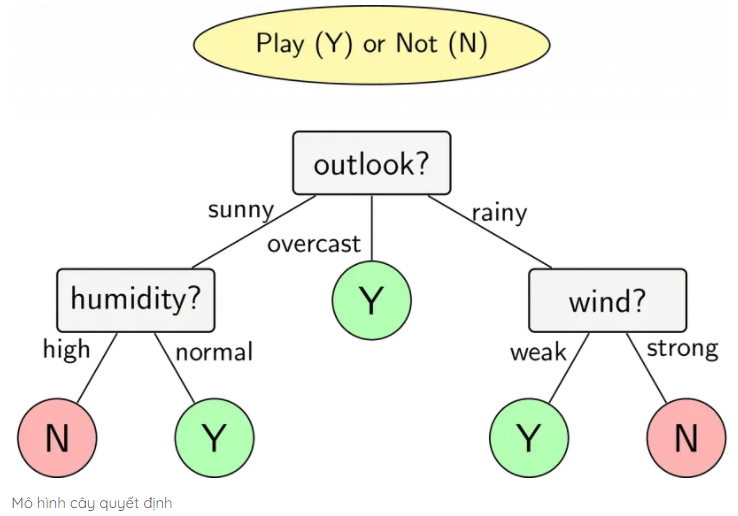 Play (Y) or Not (N)
outlook?
sunny
overcast
rainy
humidity?
Y
wind?
high
normal
weak
strong
N
Y
Y
N
Mô hình cây quyết định